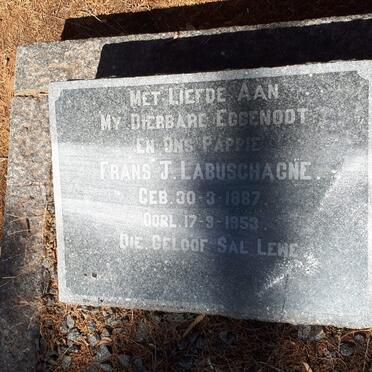 MET LIEFDE AAN
MY DIERBARE EGGENOOT
EN ONS PAPPIE
FRANS J. LABUSCHAGNE.
GEB. 30-3-1887.
OORL. 17-9-1953.
DIE GELOOF SAL LEWE